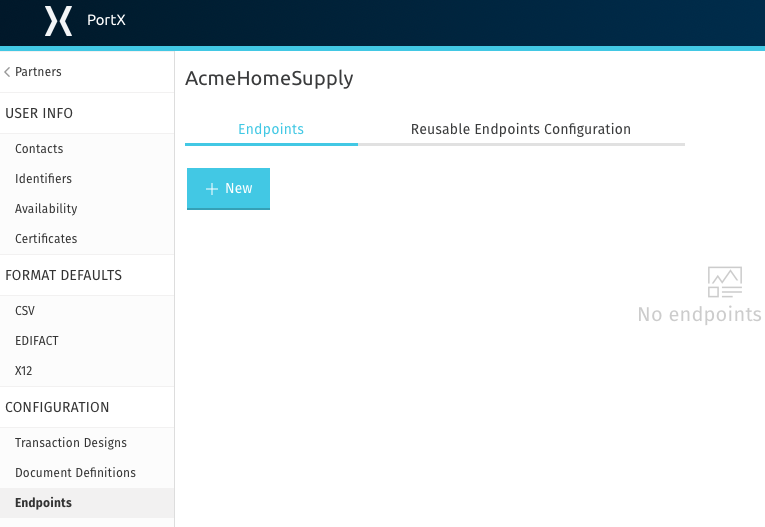 PortX
Partners
USER INFO
Contacts
Identifiers
Availability
Certificates
FORMAT DEFAULTS
CSV
EDIFACT
X12
CONFIGURATION
Transaction Designs
Document Definitions
Endpoints
AcmeHomeSupply
Endpoints Reusable Endpoints Configuration
New
No endpoints